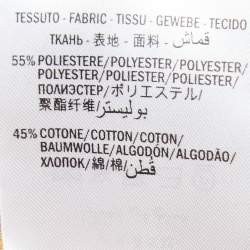 TESSUTO - FABRIC - TISSU - GEWEBE - TECIDO
ТКАНЬ - 表地 - 面料 - قماش
55% POLIESTERE/POLYESTER/POLYESTER/
POLYESTER/POLIESTER/POLIESTER/
ПОЛИЭСТЕР/ポリエステル/
聚酯纤维/بوليستر
45% COTONE/COTTON/COTON/
BAUMWOLLE/ALGODÓN/ALGODÃO/
ХЛОПОК/綿/棉/قطن